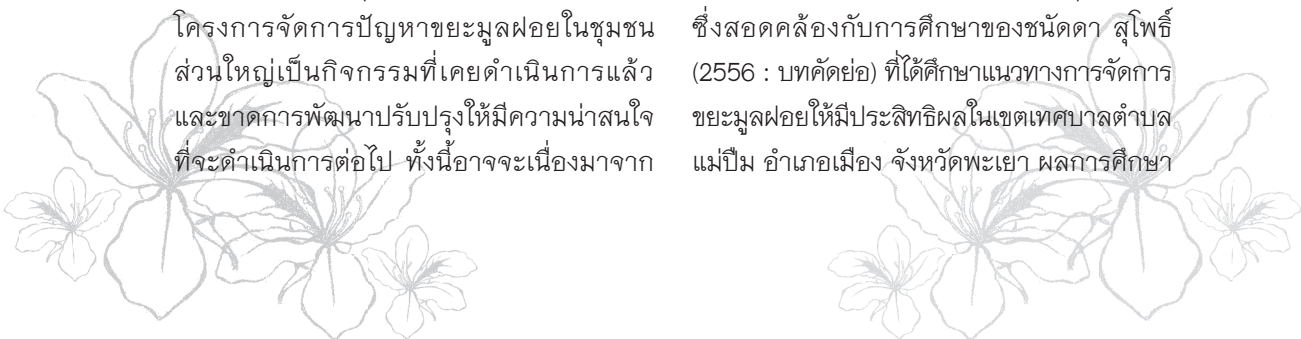 โครงการจัดการปัญหาขยะมูลฝอยในชุมชน
ส่วนใหญ่เป็นกิจกรรมที่เคยดำเนินการแล้ว
และขาดการพัฒนาปรับปรุงให้มีความน่าสนใจ
ที่จะดำเนินการต่อไป ทั้งนี้อาจจะเนื่องมาจาก
ซึ่งสอดคล้องกับการศึกษาของชนัดดา สุโพธิ์
(2556 : บทคัดย่อ) ที่ได้ศึกษาแนวทางการจัดการ
ขยะมูลฝอยให้มีประสิทธิผลในเขตเทศบาลตำบล
แม่ปืม อำเภอเมือง จังหวัดพะเยา ผลการศึกษา